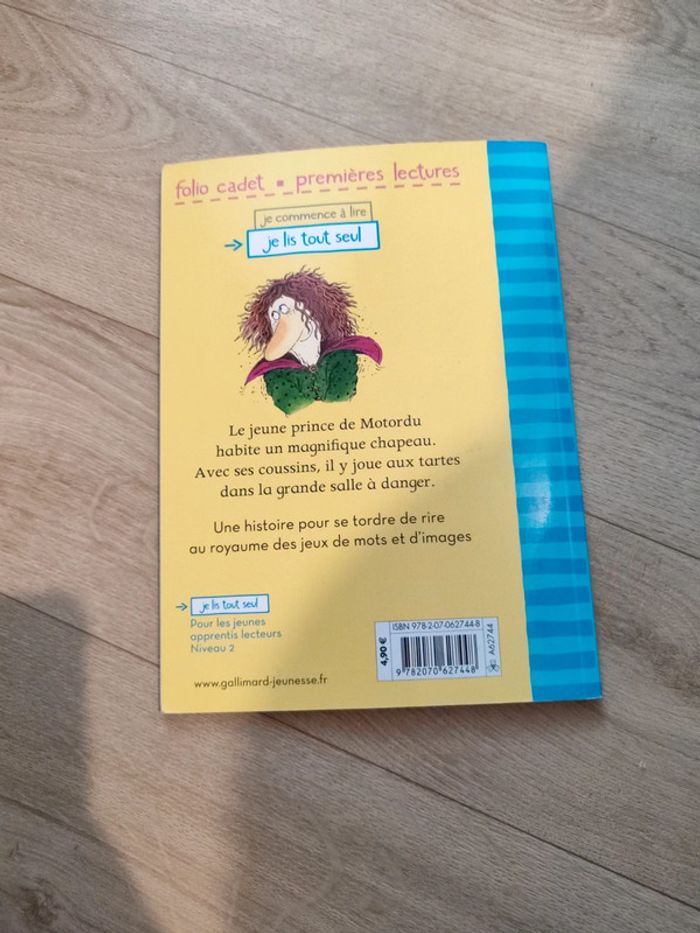 folio cadet ▪ premières lectures
je commence à lire
→ je lis tout seul
Le jeune prince de Motordu
habite un magnifique chapeau.
Avec ses coussins, il y joue aux tartes
dans la grande salle à danger.
Une histoire pour se tordre de rire
au royaume des jeux de mots et d'images
→ je lis tout seul
Pour les jeunes
apprentis lecteurs
Niveau 2
www.gallimard-jeunesse.fr
4,90 €
ISBN 978-2-07-062744-8
9 782070 627448
A62744